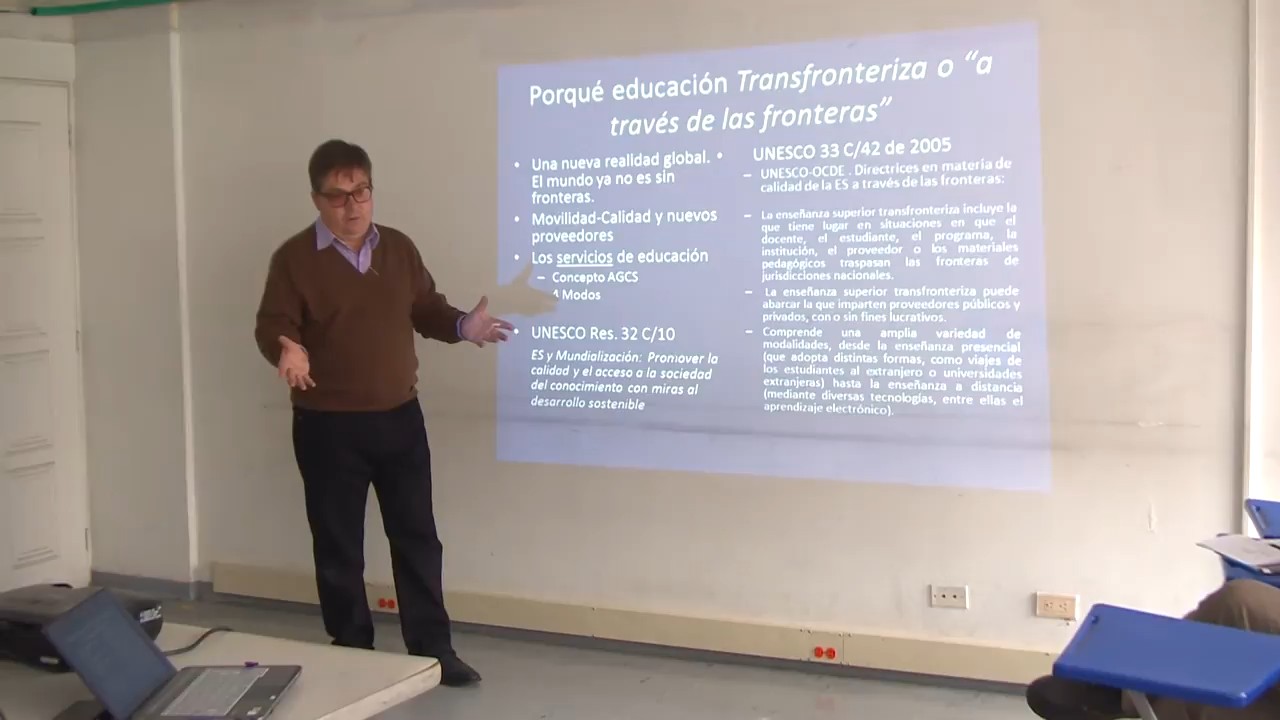 Porqué educación Transfronteriza o “a
través de las fronteras”
• Una nueva realidad global. •
El mundo ya no es sin
fronteras.
• Movilidad-Calidad y nuevos
proveedores
• Los servicios de educación
– Concepto AGCS
4 Modos
• UNESCO Res. 32 C/10
ES y Mundialización: Promover la
calidad y el acceso a la sociedad
del conocimiento con miras al
desarrollo sostenible
UNESCO 33 C/42 de 2005
– UNESCO-OCDE . Directrices en materia de
calidad de la ES a través de las fronteras:
– La enseñanza superior transfronteriza incluye la
que tiene lugar en situaciones en que el
docente, el estudiante, el programa, la
institución, el proveedor o los materiales
pedagógicos traspasan las fronteras de
jurisdicciones nacionales.
– La enseñanza superior transfronteriza puede
abarcar la que imparten proveedores públicos y
privados, con o sin fines lucrativos.
– Comprende una amplia variedad de
modalidades, desde la enseñanza presencial
(que adopta distintas formas, como viajes de
los estudiantes al extranjero o universidades
extranjeras) hasta la enseñanza a distancia
(mediante diversas tecnologías, entre ellas el
aprendizaje electrónico).